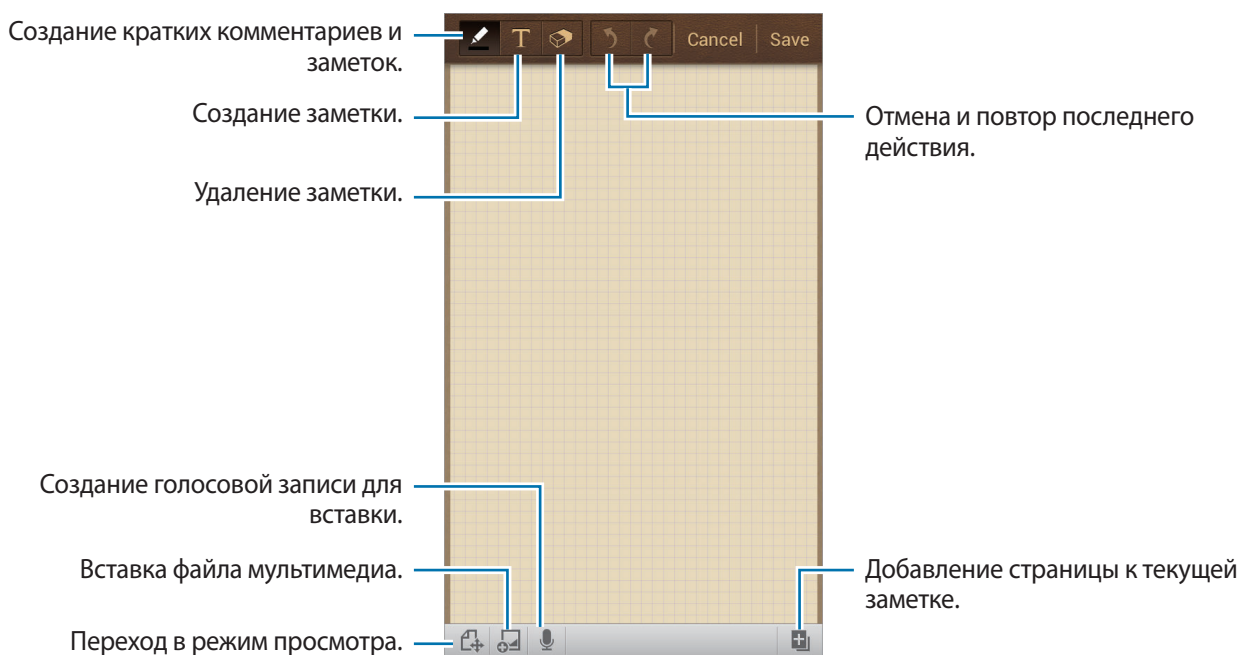 Создание кратких комментариев и
заметок.
Cancel
Save
Создание заметки.
Отмена и повтор последнего
действия.
Удаление заметки.
Создание голосовой записи для
вставки.
Вставка файла мультимедиа.
Добавление страницы к текущей
заметке.
Переход в режим просмотра.